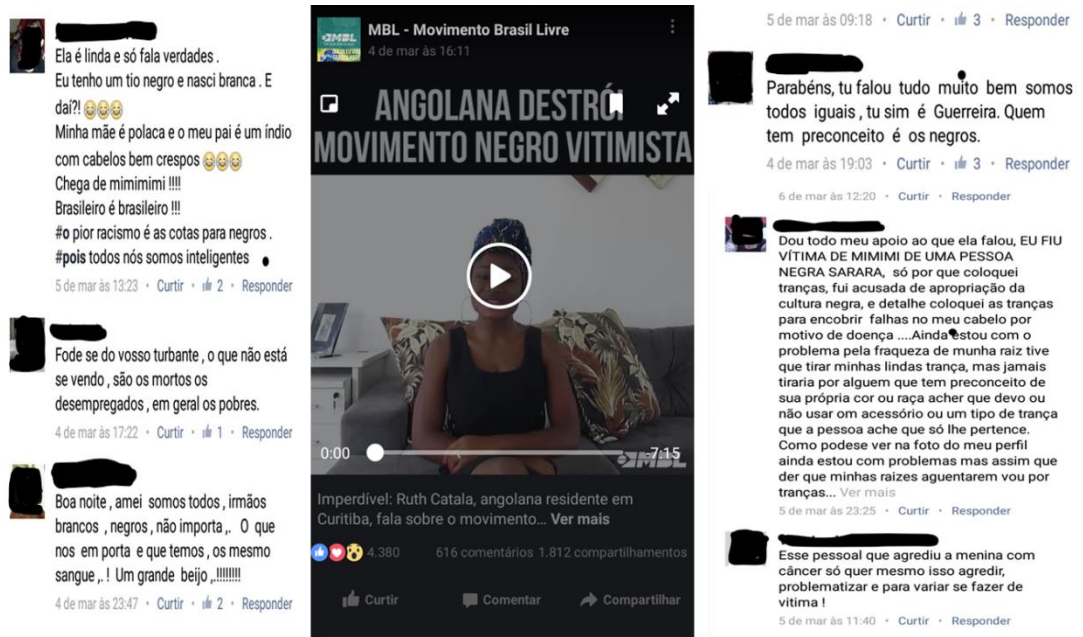 Ela é linda e só fala verdades .
Eu tenho um tio negro e nasci branca . E
daí?!
Minha mãe é polaca e o meu pai é um índio
com cabelos bem crespos
Chega de mimimimi !!!!
Brasileiro é brasileiro !!!
#o pior racismo é as cotas para negros .
#pois todos nós somos inteligentes
5 de mar às 13:23 · Curtir · 2 · Responder
Fode se do vosso turbante , o que não está
se vendo , são os mortos os
desempregados , em geral os pobres.
4 de mar às 17:22 · Curtir · 1 · Responder
Boa noite , amei somos todos , irmãos
brancos , negros , não importa ,. O que
nos em porta e que temos , os mesmo
sangue ,. ! Um grande beijo ,.!!!!!!!!!
4 de mar às 23:47 · Curtir · 2 · Responder
MBL
MBL - Movimento Brasil Livre
4 de mar às 16:11
ANGOLANA DESTRÓI
MOVIMENTO NEGRO VITIMISTA
0:00
-7:15
MBL
Imperdível: Ruth Catala, angolana residente em
Curitiba, fala sobre o movimento... Ver mais
4.380 616 comentários 1.812 compartilhamentos
Curtir Comentar Compartilhar
5 de mar às 09:18 · Curtir · 3 · Responder
Parabéns, tu falou tudo muito bem somos
todos iguais , tu sim é Guerreira. Quem
tem preconceito é os negros.
4 de mar às 19:03 · Curtir · 3 · Responder
6 de mar às 12:20 · Curtir · Responder
Dou todo meu apoio ao que ela falou, EU FIU
VÍTIMA DE MIMIMI DE UMA PESSOA
NEGRA SARARA, só por que coloquei
tranças, fui acusada de apropriação da
cultura negra, e detalhe coloquei as tranças
para encobrir falhas no meu cabelo por
motivo de doença ....Ainda estou com o
problema pela fraqueza de munha raiz tive
que tirar minhas lindas trança, mas jamais
tiraria por alguem que tem preconceito de
sua própria cor ou raça acher que devo ou
não usar om acessório ou um tipo de trança
que a pessoa ache que só lhe pertence.
Como podese ver na foto do meu perfil
ainda estou com problemas mas assim que
der que minhas raizes aguentarem vou por
tranças... Ver mais
5 de mar às 23:25 · Curtir · Responder
Esse pessoal que agrediu a menina com
câncer só quer mesmo isso agredir,
problematizar e para variar se fazer de
vitima !
5 de mar às 11:40 · Curtir · Responder